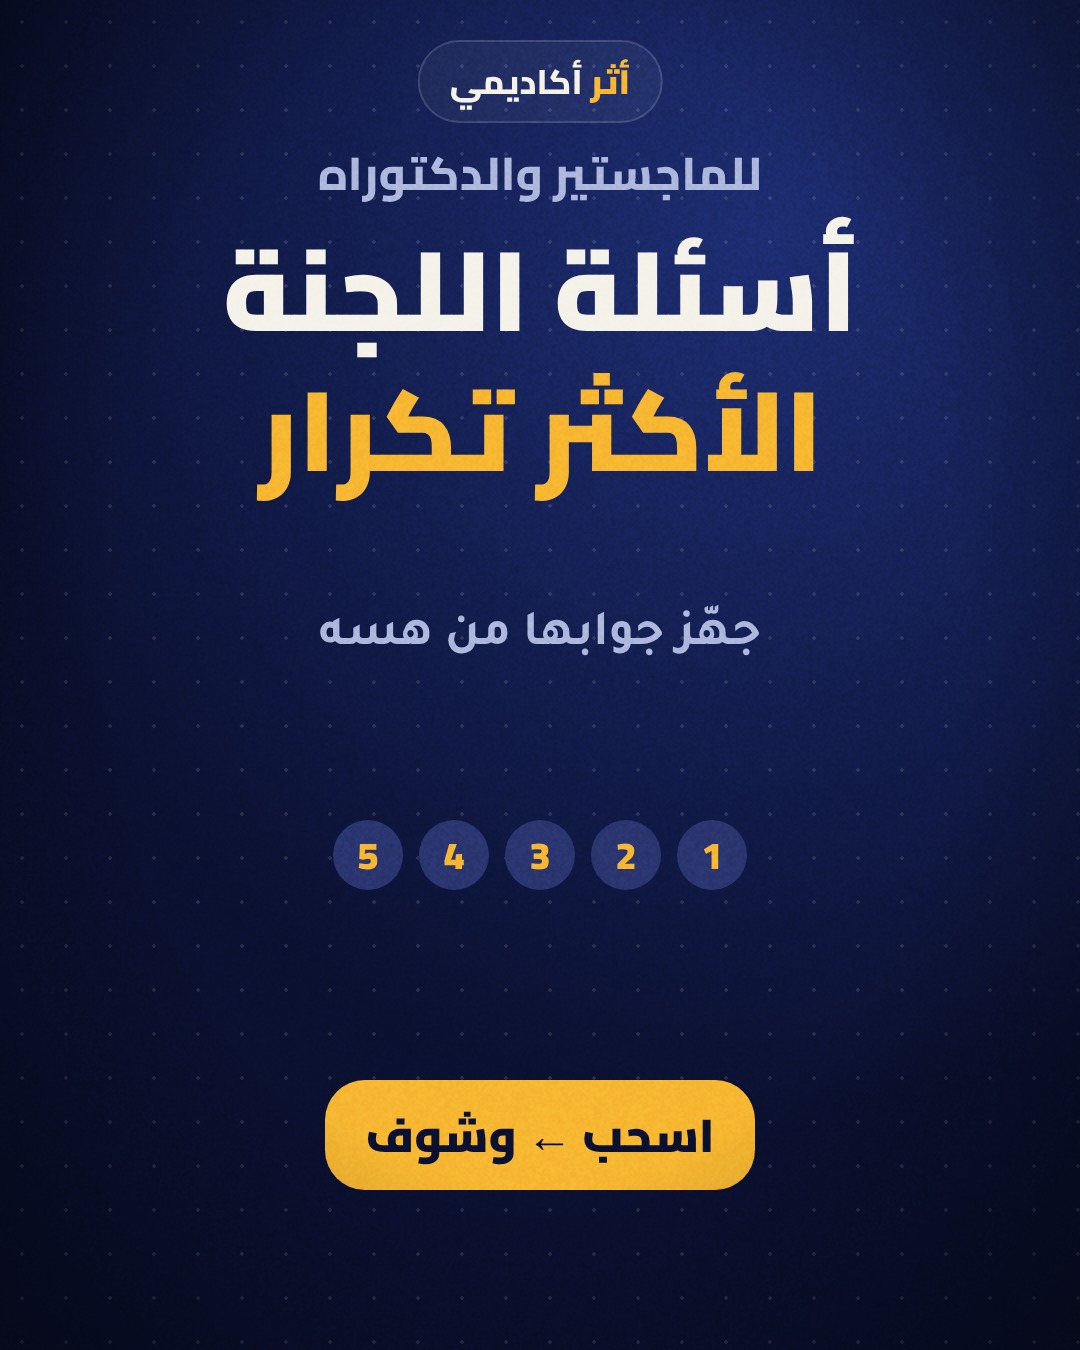 أثر أكاديمي
للماجستير والدكتوراه
أسئلة اللجنة
الأكثر تكرار
جهّز جوابها من هسه
1 2 3 4 5
اسحب ← وشوف